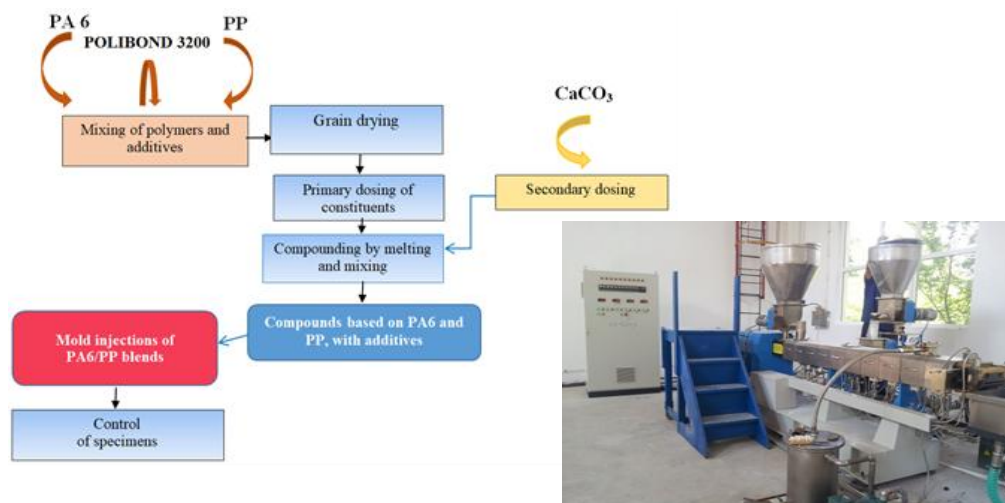 PA 6
PP
POLIBOND 3200
CaCO₃
Mixing of polymers and
additives
Grain drying
Primary dosing of
constituents
Secondary dosing
Compounding by melting
and mixing
Compounds based on PA6 and
PP, with additives
Mold injections of
PA6/PP blends
Control
of specimens